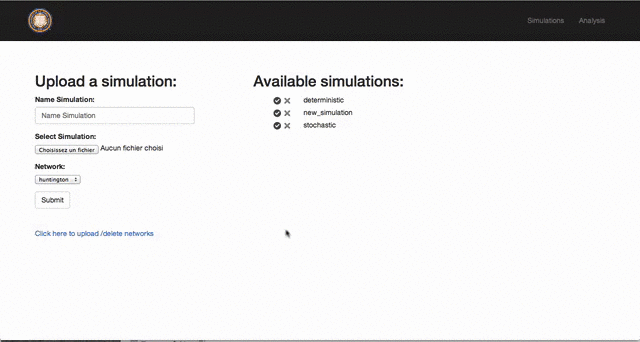 Simulations Analysis
Upload a simulation:
Name Simulation:
Name Simulation
Select Simulation:
Choisissez un fichier Aucun fichier choisi
Network:
huntington
Submit
Click here to upload /delete networks
Available simulations:
deterministic
new_simulation
stochastic